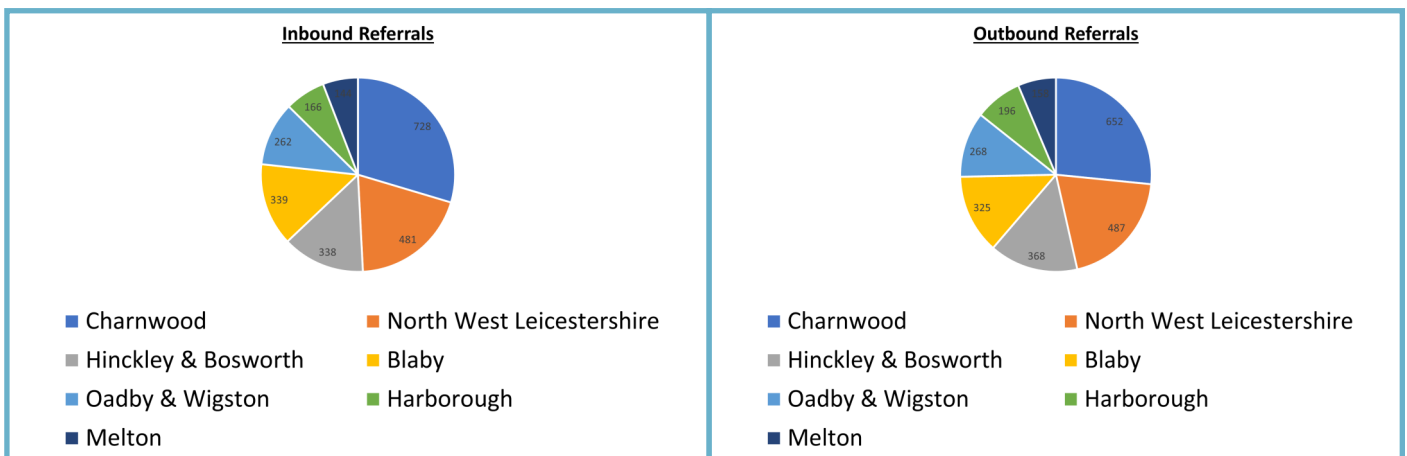 Inbound Referrals
728
481
338
339
262
166
Charnwood
North West Leicestershire
Hinckley & Bosworth
Blaby
Oadby & Wigston
Harborough
Melton
Outbound Referrals
652
487
368
325
268
196
Charnwood
North West Leicestershire
Hinckley & Bosworth
Blaby
Oadby & Wigston
Harborough
Melton